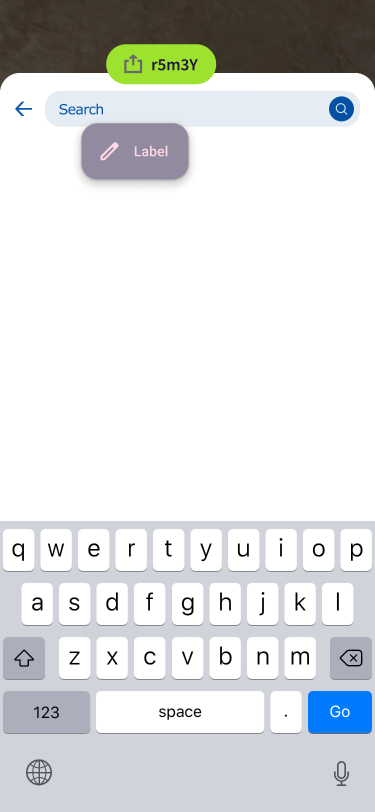 r5m3Y
Search
Label
q w e r t y u i o p
a s d f g h j k l
z x c v b n m
123 space . Go